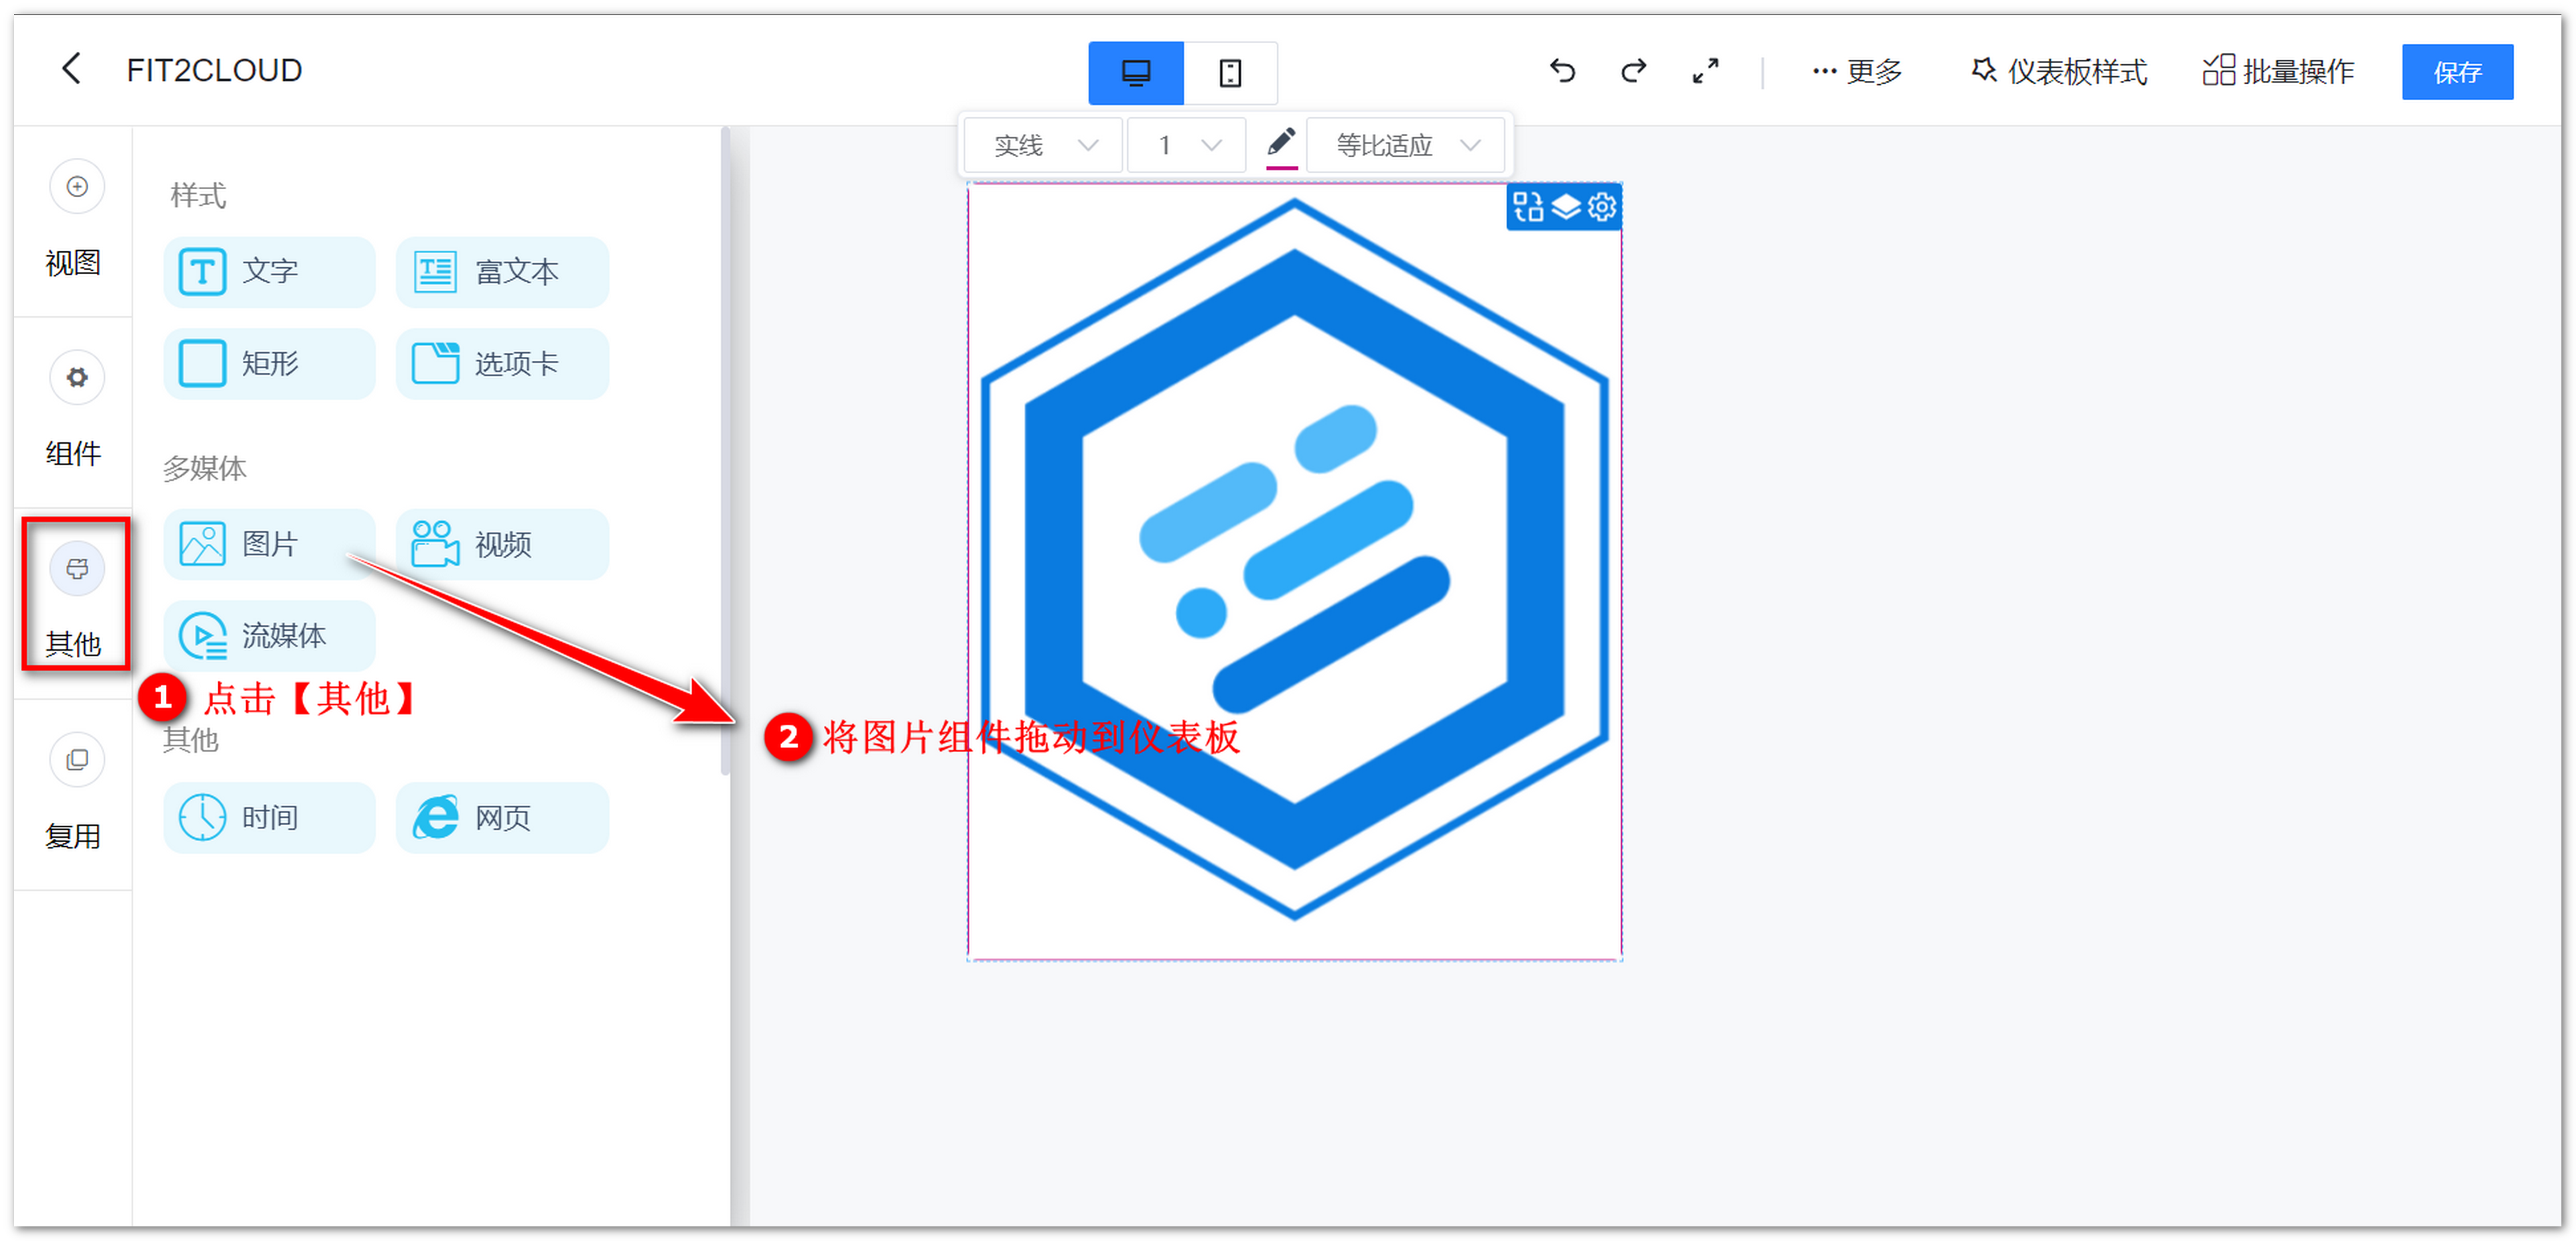 FIT2CLOUD
更多
仪表板样式
批量操作
保存
实线
1
等比适应
视图
组件
其他
复用
样式
文字
富文本
矩形
选项卡
多媒体
图片
视频
流媒体
1 点击【其他】
2 将图片组件拖动到仪表板
其他
时间
网页